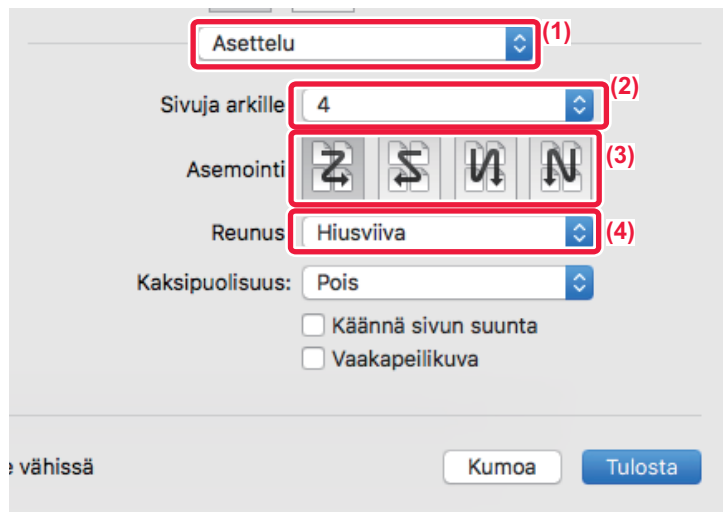 Asettelu (1)
Sivuja arkille 4 (2)
Asemointi (3)
Reunus Hiusviiva (4)
Kaksipuolisuus: Pois
Käännä sivun suunta
Vaakapeilikuva
e vähissä Kumoa Tulosta